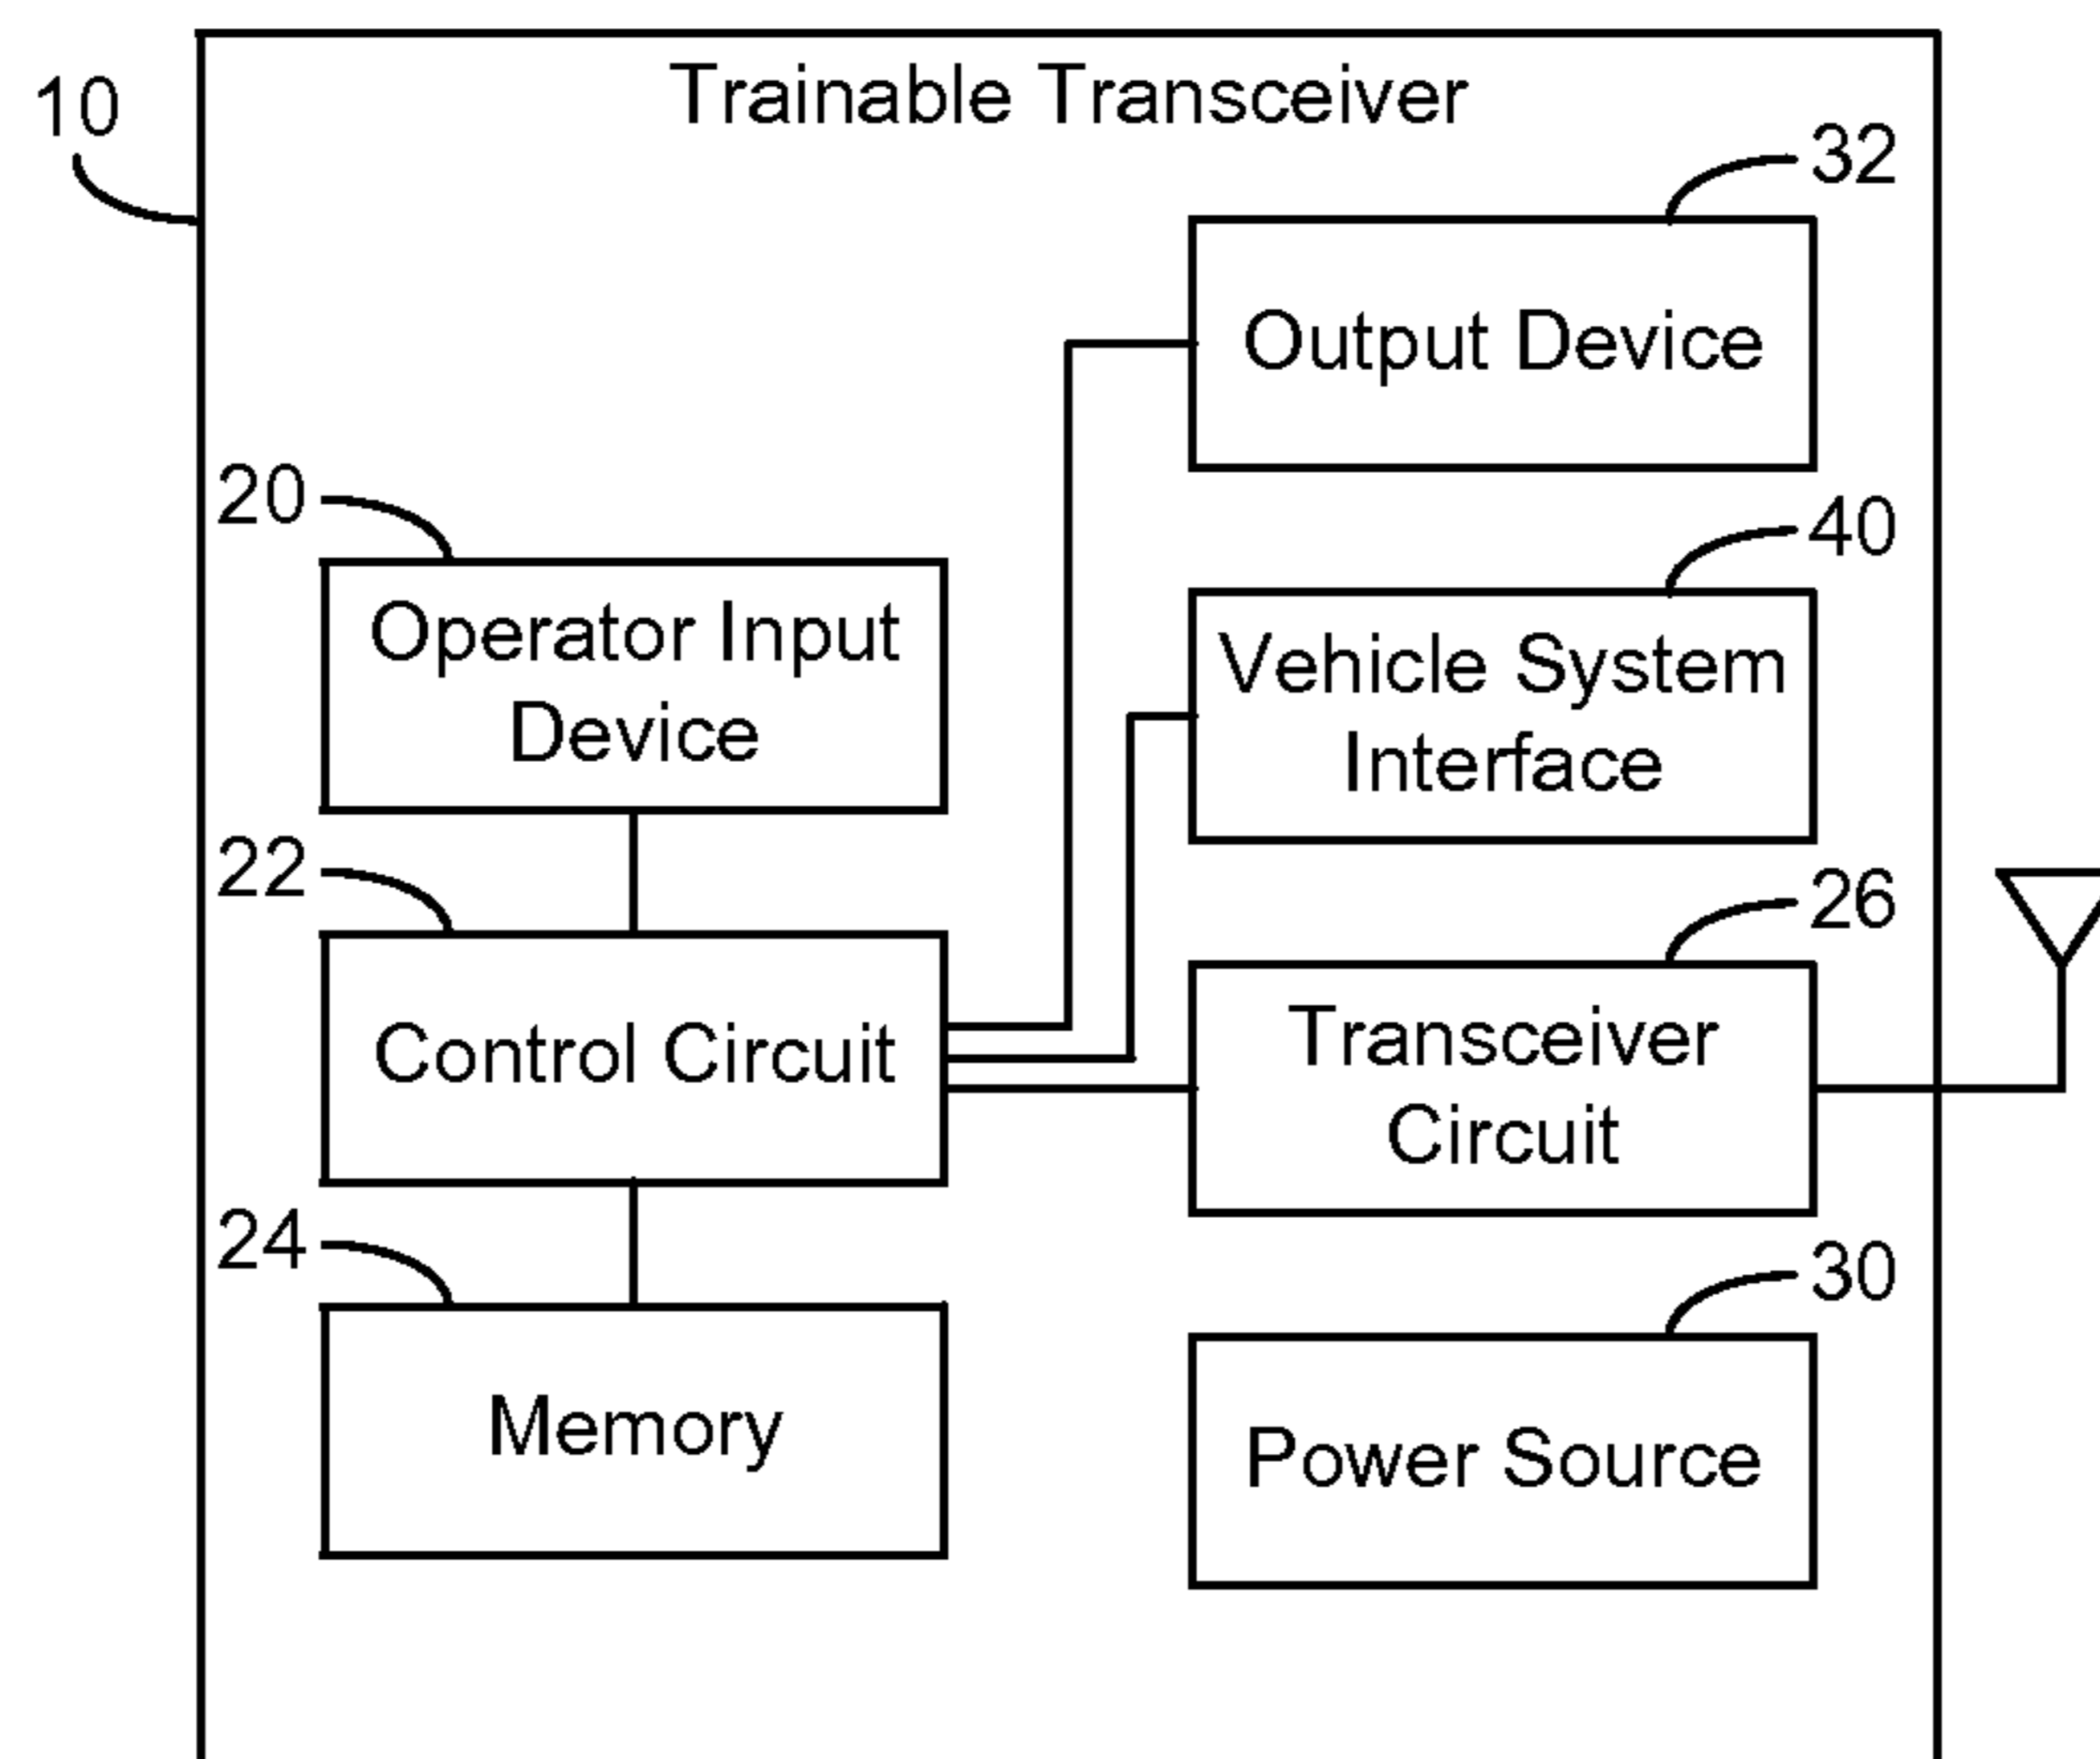 Trainable Transceiver
10
32
Output Device
20
40
Operator Input
Device
Vehicle System
Interface
22
26
Control Circuit
Transceiver
Circuit
24
30
Memory
Power Source